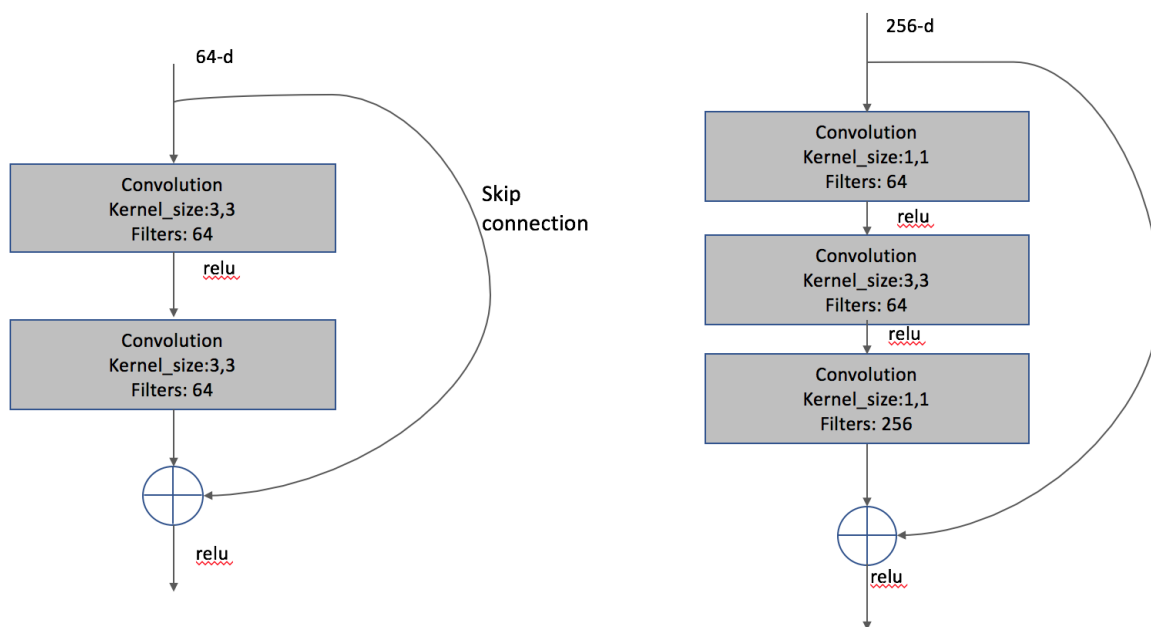 64-d
Convolution
Kernel_size:3,3
Filters: 64
relu
Convolution
Kernel_size:3,3
Filters: 64
relu
Skip
connection
256-d
Convolution
Kernel_size:1,1
Filters: 64
relu
Convolution
Kernel_size:3,3
Filters: 64
relu
Convolution
Kernel_size:1,1
Filters: 256
relu